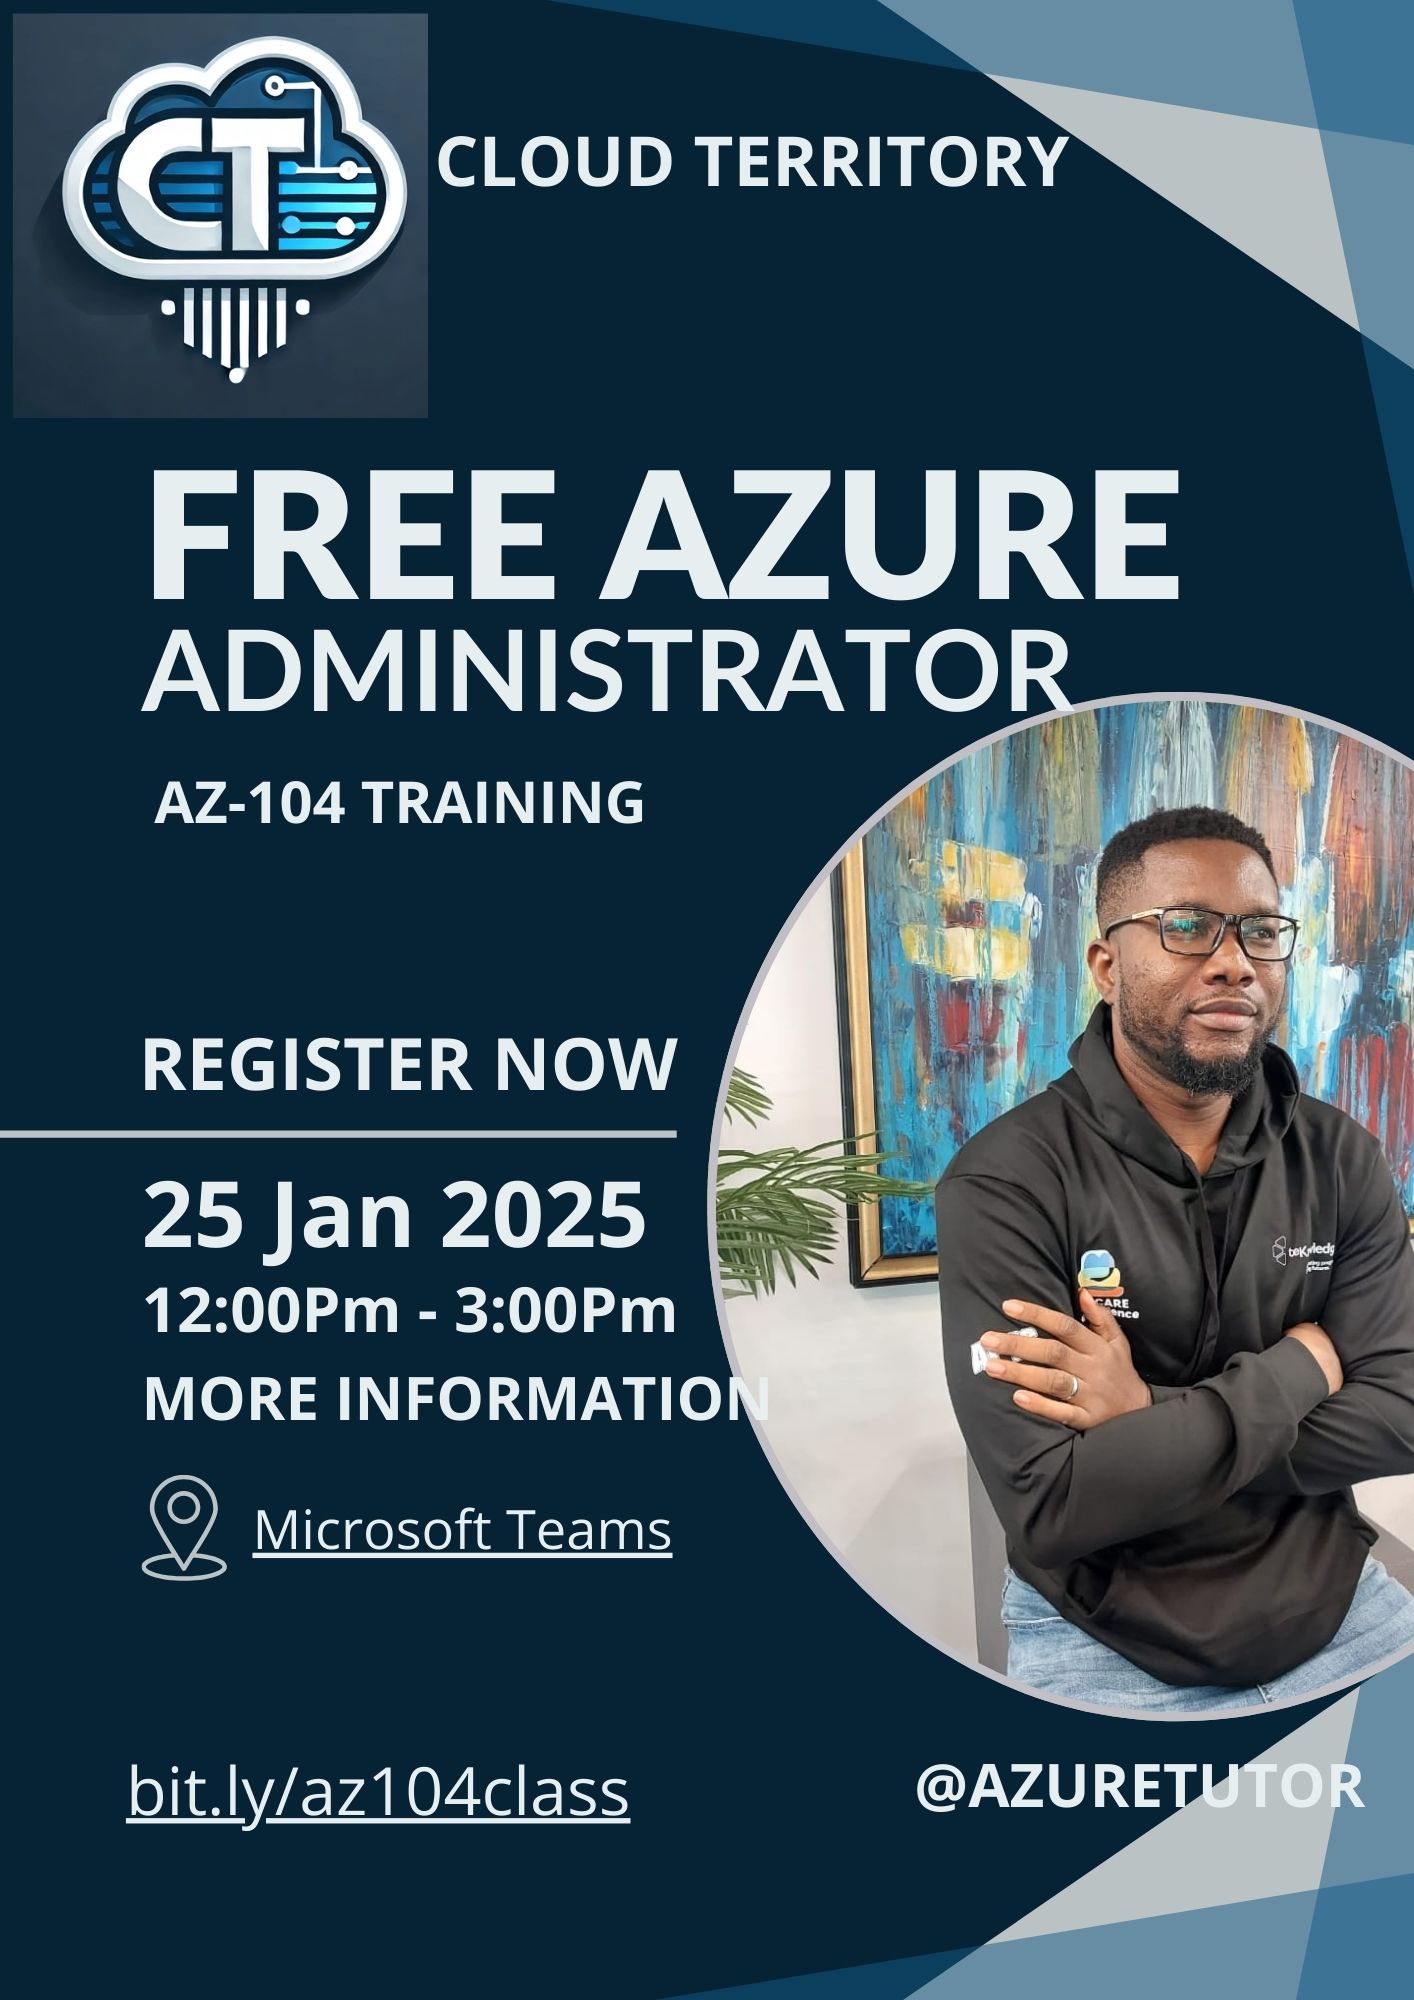 CT
CLOUD TERRITORY
FREE AZURE
ADMINISTRATOR
AZ-104 TRAINING
REGISTER NOW
25 Jan 2025
12:00Pm - 3:00Pm
MORE INFORMATION
Microsoft Teams
bit.ly/az104class
@AZURETUTOR
CARE